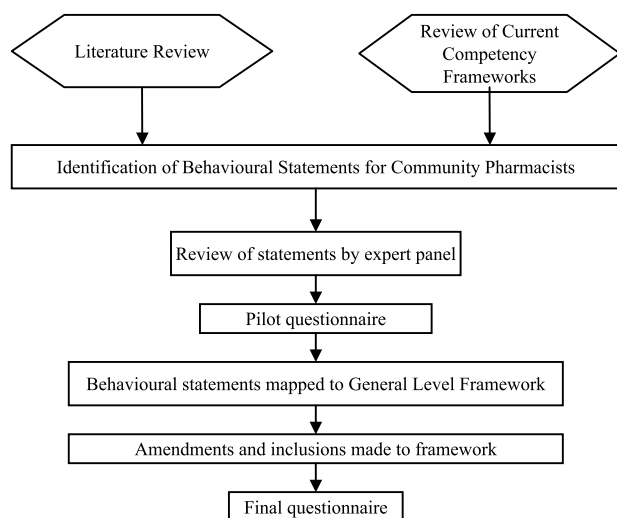 Literature Review
Review of Current
Competency
Frameworks
Identification of Behavioural Statements for Community Pharmacists
Review of statements by expert panel
Pilot questionnaire
Behavioural statements mapped to General Level Framework
Amendments and inclusions made to framework
Final questionnaire